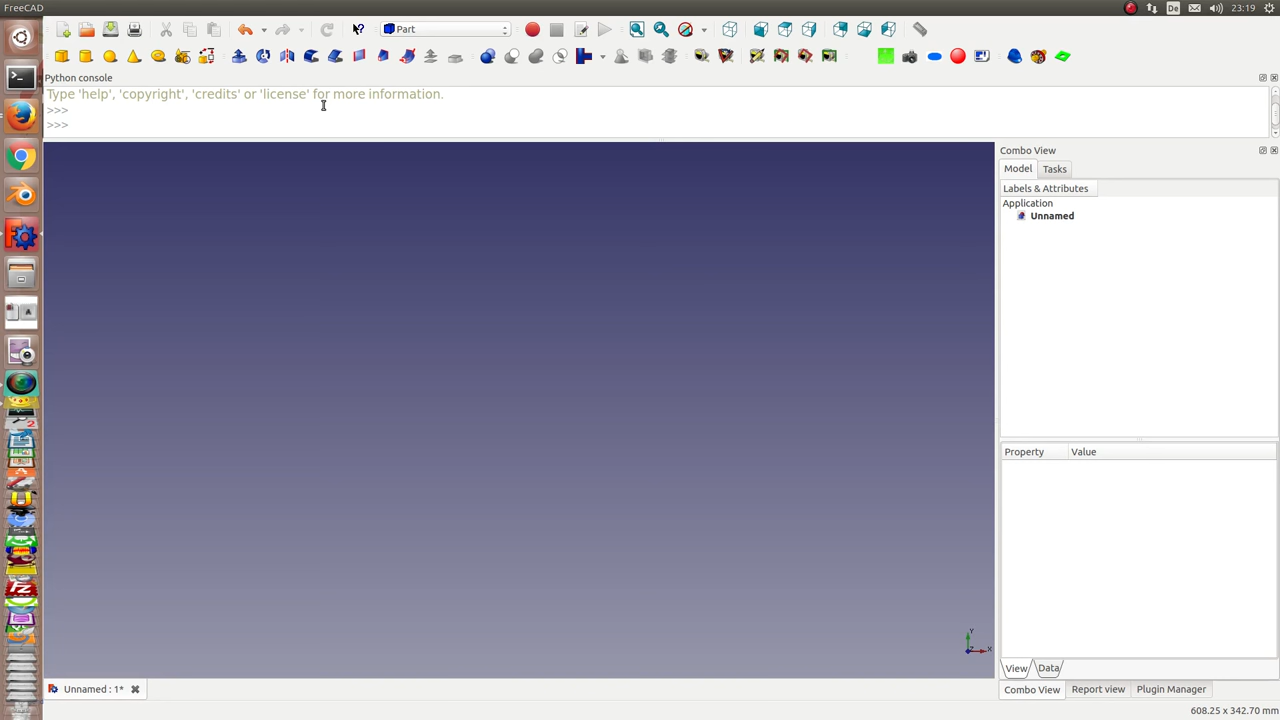 FreeCAD
De
23:19
Part
Python console
Type 'help', 'copyright', 'credits' or 'license' for more information.
>>>
>>>
Combo View
Model
Tasks
Labels & Attributes
Application
Unnamed
Property
Value
Y
X
View
Data
Unnamed : 1*
Combo View
Report view
Plugin Manager
608.25 x 342.70 mm